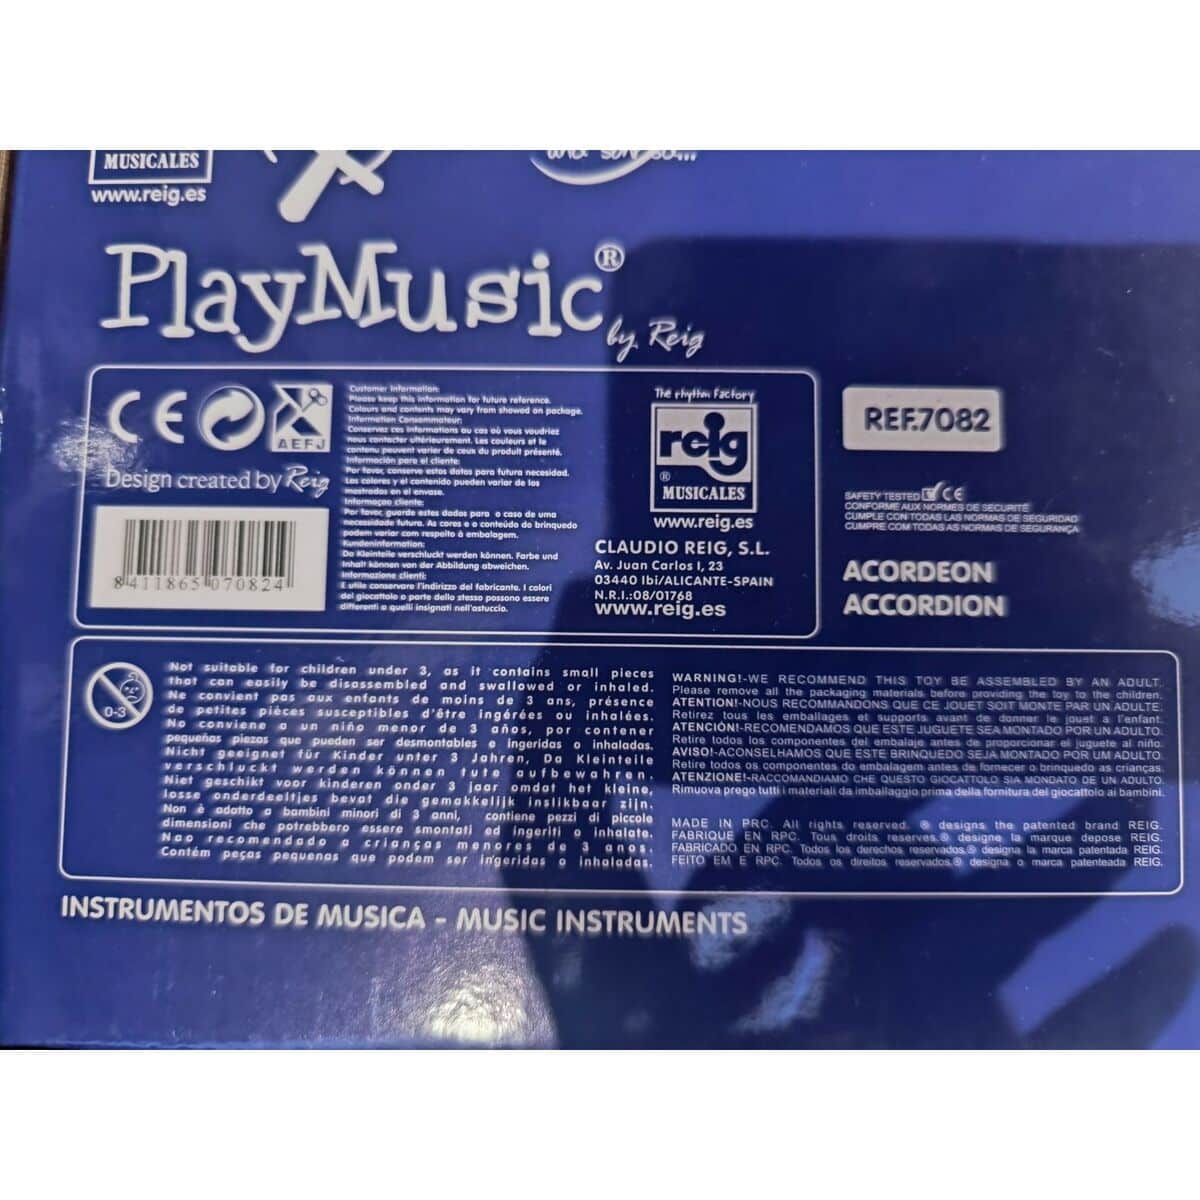 MUSICALES
www.reig.es
PlayMusic®
by Reig
CE
AEFJ
Design created by Reig
8411865070824
Customer Information:
Please keep this information for future reference.
Colours and contents may vary from showed on package.
Information Consommateur:
Conservez ces informations au cas où vous voudriez
nous contacter ultérieurement. Les couleurs et le
contenu peuvent varier de ceux du produit présenté.
Información para el cliente:
Por favor, conserve estos datos para futura necesidad.
Los colores y el contenido pueden variar de los
mostrados en el envase.
Informaçao cliente:
Por favor, guarde estes dados para o caso de uma
necessidade futura. As cores e o conteúdo do brinquedo
podem variar com respeito à embalagem.
Kundeninformation:
Da Kleinteile verschluckt werden können. Farbe und
Inhalt können von der Abbildung abweichen.
Informazione clienti:
E utile conservare l'indirizzo del fabricante. I colori
del giocattolo o parte dello stesso possono essere
differenti a quelli insignati nell'astuccio.
The rhythm Factory
reig
®
MUSICALES
www.reig.es
CLAUDIO REIG, S.L.
Av. Juan Carlos I, 23
03440 Ibi/ALICANTE-SPAIN
N.R.I.:08/01768
www.reig.es
REF.7082
SAFETY TESTED CE
CONFORME AUX NORMES DE SECURITÉ
CUMPLE CON TODAS LAS NORMAS DE SEGURIDAD
CUMPRE COM TODAS AS NORMAS DE SEGURANÇA
ACORDEON
ACCORDION
0-3
Not suitable for children under 3, as it contains small pieces
that can easily be disassembled and swallowed or inhaled.
Ne convient pas aux enfants de moins de 3 ans, présence
de petites pièces susceptibles d'être ingérées ou inhalées.
No conviene a un niño menor de 3 años, por contener
pequeñas piezas que pueden ser desmontables e ingeridas o inhaladas.
Nicht geeignet für Kinder unter 3 Jahren, Da Kleinteile
verschluckt werden können tute aufbewahren.
Niet geschikt voor kinderen onder 3 jaar omdat het kleine,
losse onderdeeltjes bevat die gemakkelijk inslikbaar zijn.
Non è adatto a bambini minori di 3 anni, contiene pezzi di piccole
dimensioni che potrebbero essere smontati ed ingeriti o inhalate.
Nao recomendado a crianças menores de 3 anos.
Contém peças pequenas que podem ser ingeridas o inhaladas.
WARNING!-WE RECOMMEND THIS TOY BE ASSEMBLED BY AN ADULT.
Please remove all the packaging materials before providing the toy to the children.
ATENTION!-NOUS RECOMMANDONS QUE CE JOUET SOIT MONTE PAR UN ADULTE.
Retirez tous les emballages et supports avant de donner le jouet a l'enfant.
ATENCIÓN!-RECOMENDAMOS QUE ESTE JUGUETE SEA MONTADO POR UN ADULTO.
Retire todos los componentes del embalaje antes de proporcionar el juguete al niño.
AVISO!-ACONSELHAMOS QUE ESTE BRINQUEDO SEJA MONTADO POR UM ADULTO.
Retire todos os componentes do embalagem antes de fornecer o brinquedo as crianças.
ATENZIONE!-RACCOMANDIAMO CHE QUESTO GIOCATTOLO SIA MONDATO DE UN ADULTO.
Rimuova prego tutti i materiali da imballaggio prima della fornitura del giocattolo ai bambini.
MADE IN PRC. All rights reserved. ® designs the patented brand REIG.
FABRIQUE EN RPC. Tous droits reserves.® designe la marque depose REIG.
FABRICADO EN RPC. Todos los derechos reservados.® designa la marca patentada REIG.
FEITO EM E RPC. Todos os direitos reservados.® designa o marca patenteada REIG.
INSTRUMENTOS DE MUSICA - MUSIC INSTRUMENTS